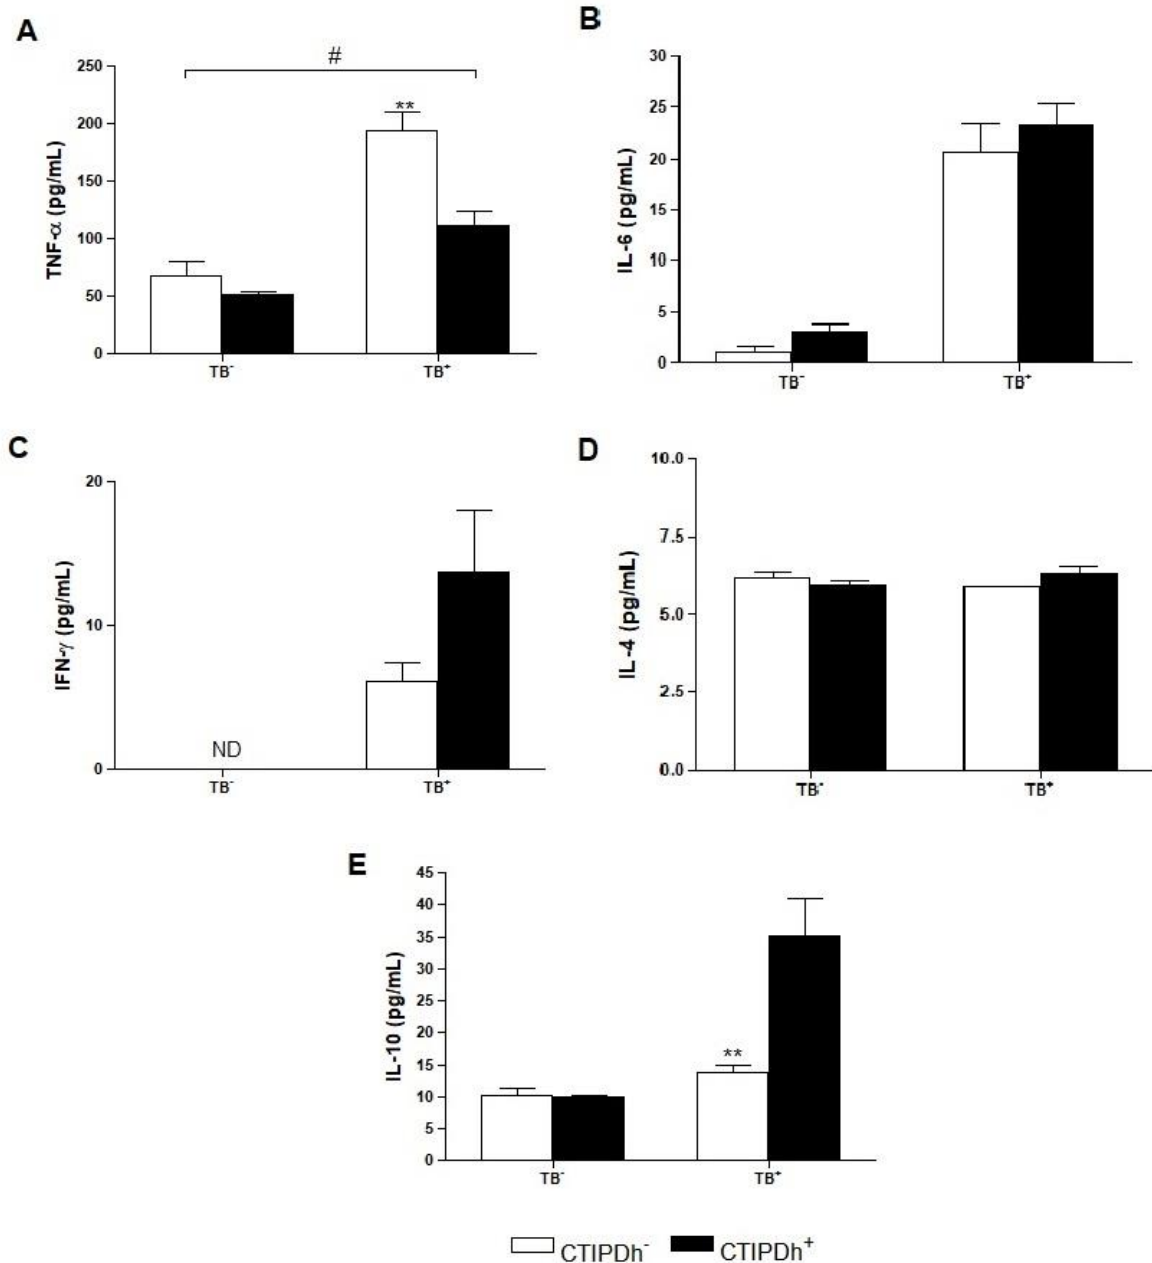 A
#
TNF-α (pg/mL)
250
200
150
100
50
0
**
TB⁻
TB⁺
B
IL-6 (pg/mL)
30
25
20
15
10
5
0
TB⁻
TB⁺
C
IFN-γ (pg/mL)
20
10
0
ND
TB⁻
TB⁺
D
IL-4 (pg/mL)
10.0
7.5
5.0
2.5
0.0
TB⁻
TB⁺
E
IL-10 (pg/mL)
45
40
35
30
25
20
15
10
5
0
**
TB⁻
TB⁺
CTIPDh⁻
CTIPDh⁺